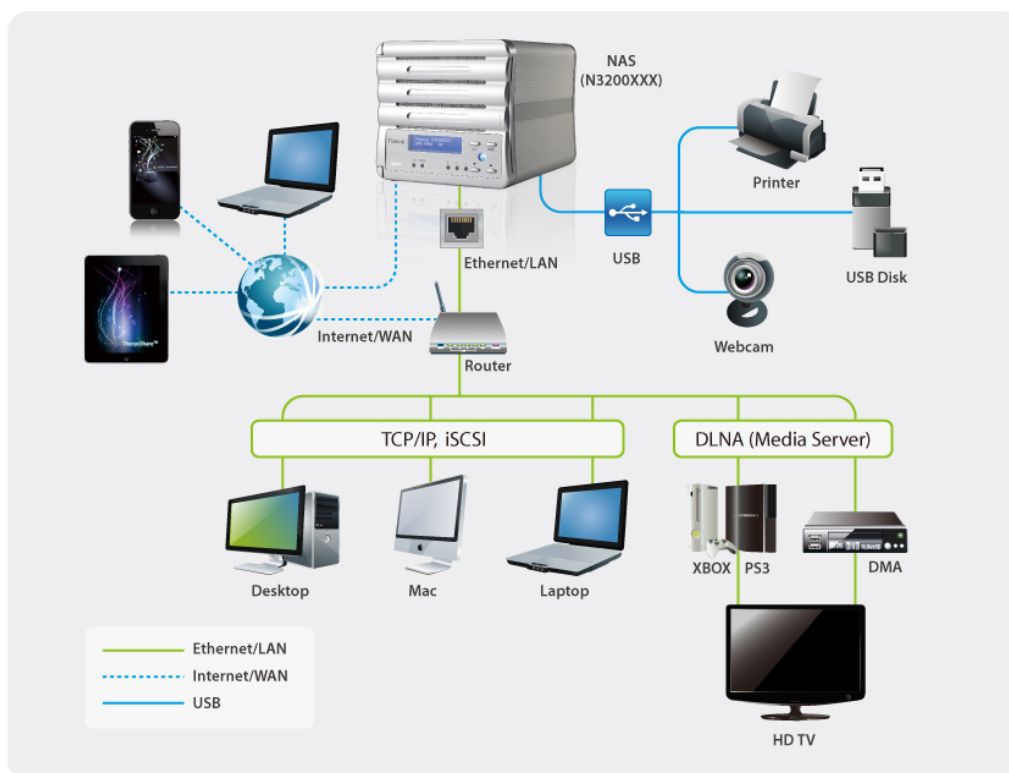 NAS
(N3200XXX)
Printer
USB
USB Disk
Ethernet/LAN
Webcam
Internet/WAN
Router
ThecusShare™
TCP/IP, iSCSI
DLNA (Media Server)
Desktop
Mac
Laptop
XBOX
PS3
DMA
HD TV
Ethernet/LAN
Internet/WAN
USB